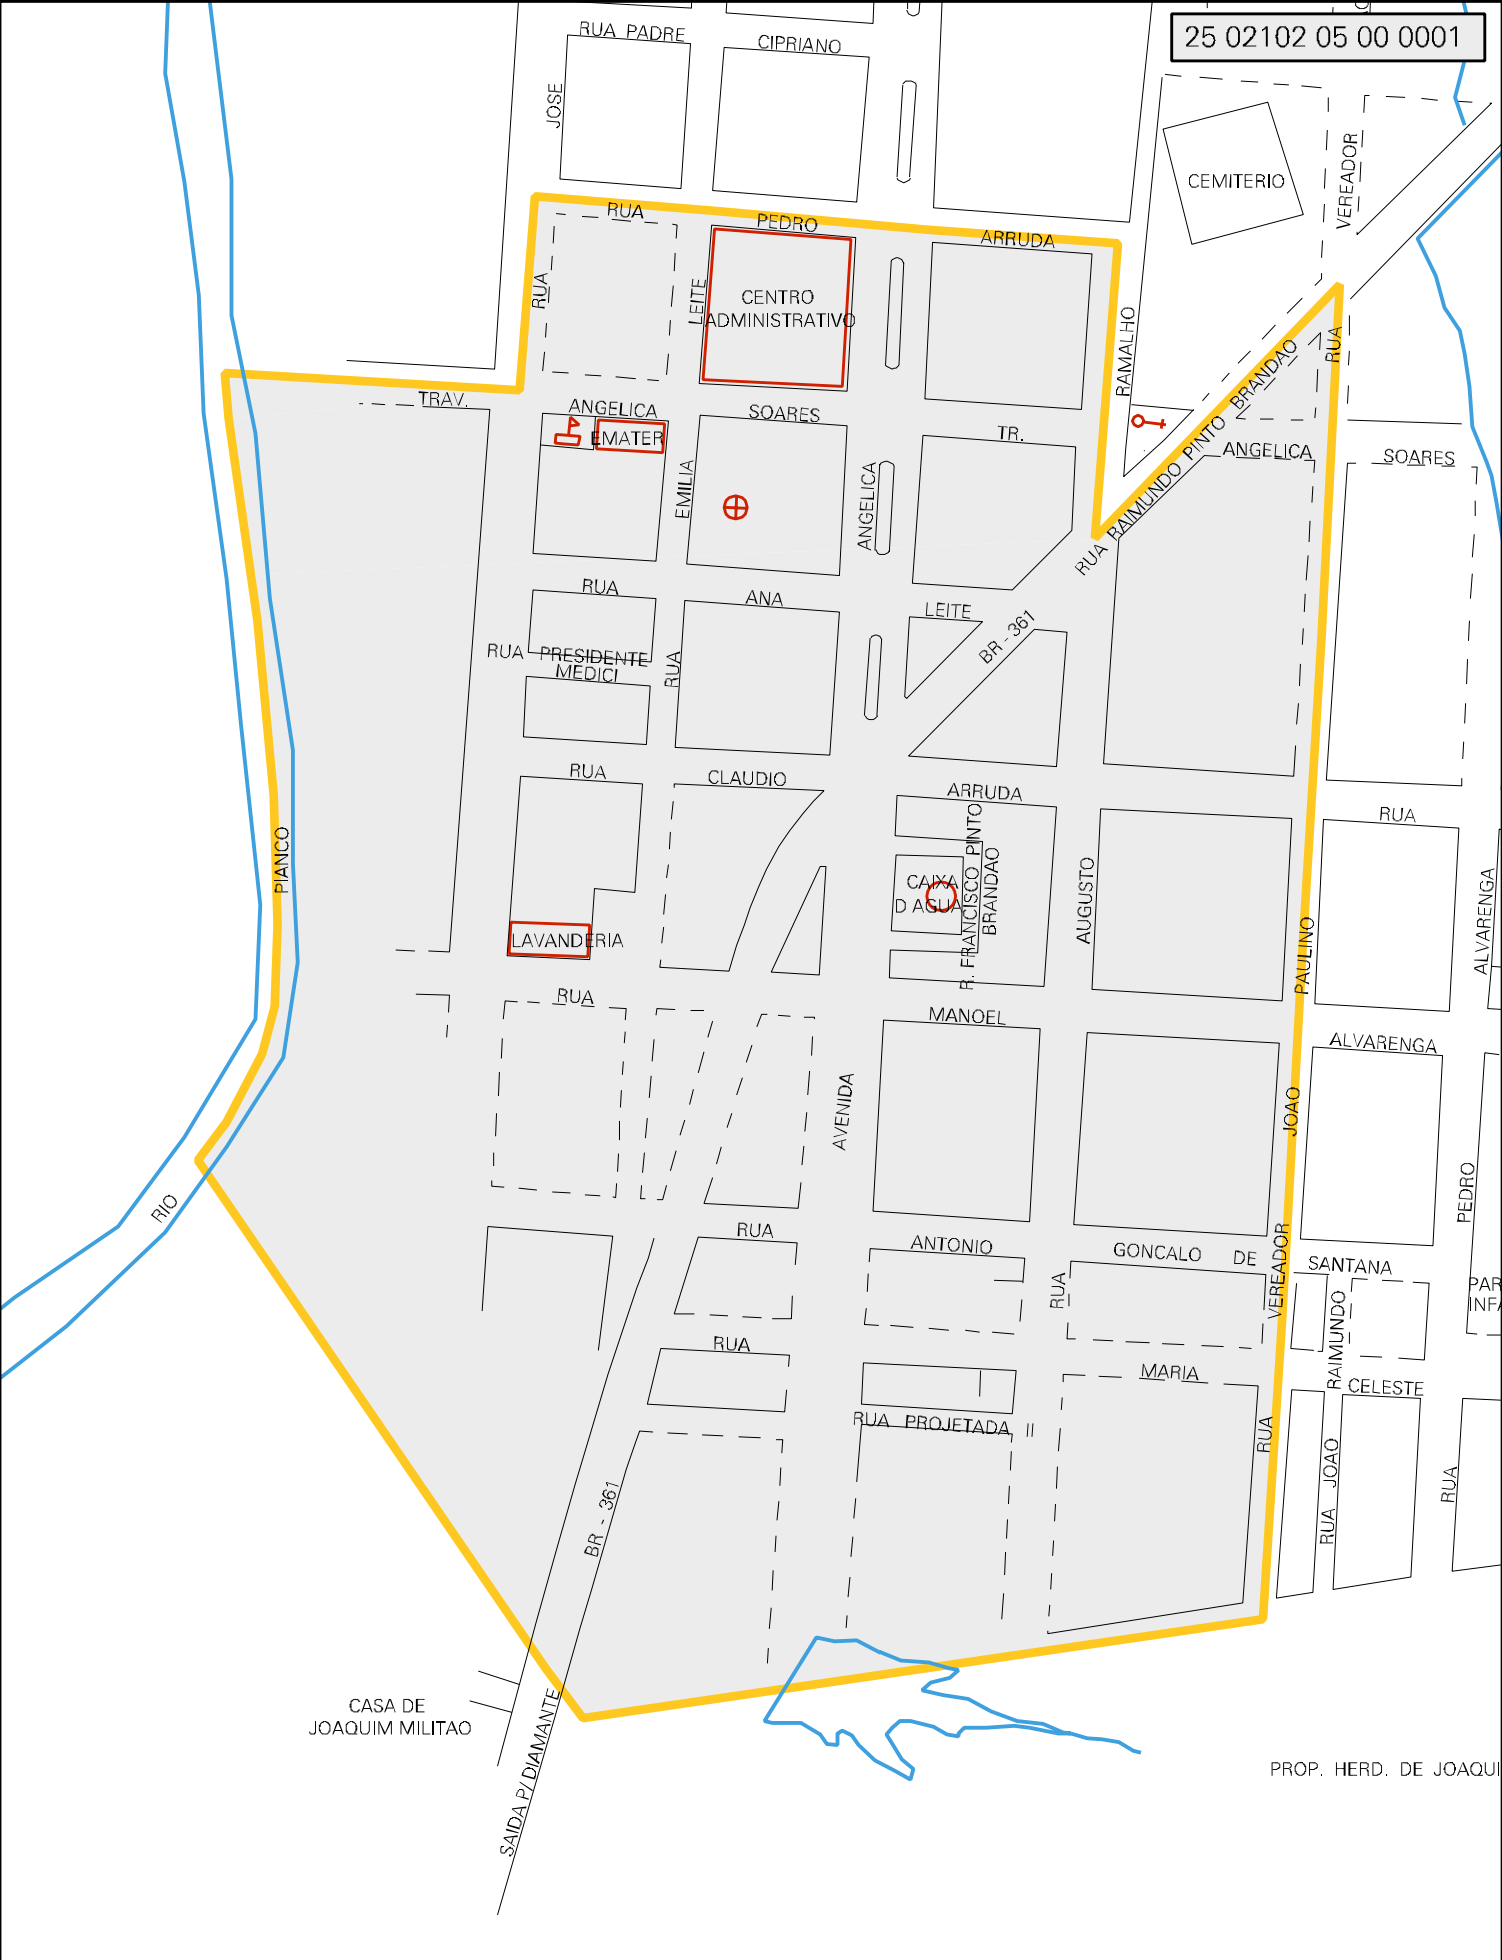 25 02102 05 00 0001
RUA PADRE
CIPRIANO
JOSE
CEMITERIO
VEREADOR
RUA
PEDRO
ARRUDA
RUA
LEITE
CENTRO
ADMINISTRATIVO
RAMALHO
RUA
TRAV.
ANGELICA
SOARES
TR.
EMATER
EMILIA
ANGELICA
RUA RAIMUNDO PINTO BRANDAO
ANGELICA
SOARES
RUA
ANA
LEITE
BR - 361
RUA PRESIDENTE
MEDICI
RUA
RUA
CLAUDIO
ARRUDA
RUA
PIANCO
CAIXA
D AGUA
R. FRANCISCO PINTO
BRANDAO
AUGUSTO
PAULINO
ALVARENGA
LAVANDERIA
RUA
MANOEL
ALVARENGA
AVENIDA
JOAO
PEDRO
RIO
RUA
ANTONIO
GONCALO DE
SANTANA
VEREADOR
RUA
RAIMUNDO
PAR
INFA
RUA
MARIA
CELESTE
RUA PROJETADA II
RUA
RUA JOAO
RUA
BR - 361
CASA DE
JOAQUIM MILITAO
SAIDA P/ DIAMANTE
PROP. HERD. DE JOAQUI